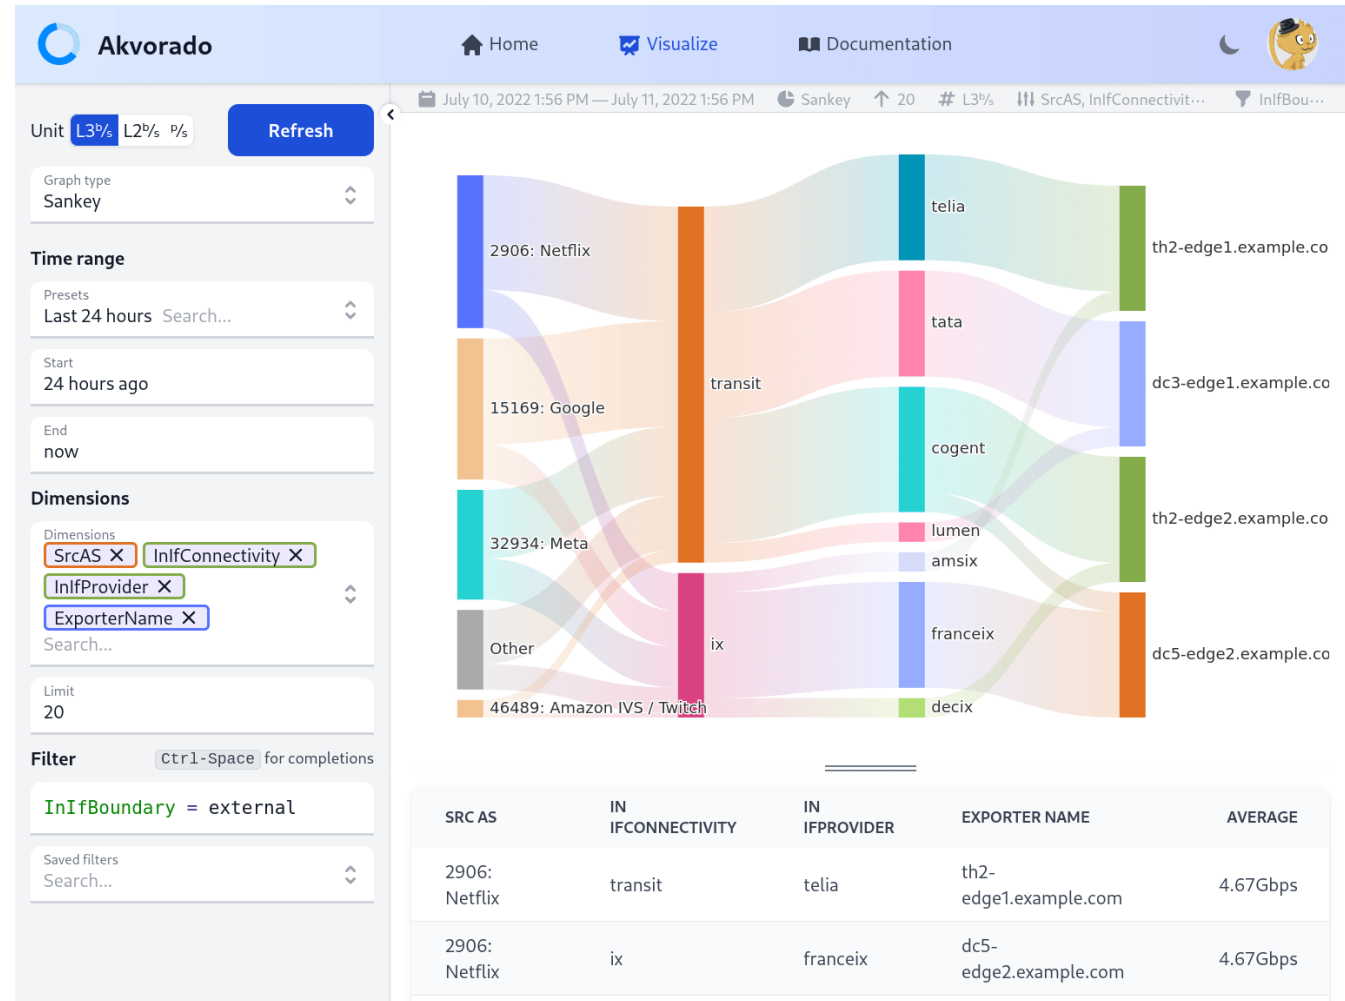 Akvorado
Home
Visualize
Documentation
July 10, 2022 1:56 PM — July 11, 2022 1:56 PM
Sankey
20
L3ᵇ/s
SrcAS, InIfConnectivit···
InIfBou···
Unit L3ᵇ/s L2ᵇ/s ᵖ/s
Refresh
Graph type
Sankey
Time range
Presets
Last 24 hours Search...
Start
24 hours ago
End
now
Dimensions
Dimensions
SrcAS
InIfConnectivity
InIfProvider
ExporterName
Search...
Limit
20
Filter
Ctrl-Space for completions
InIfBoundary = external
Saved filters
Search...
2906: Netflix
15169: Google
32934: Meta
Other
46489: Amazon IVS / Twitch
transit
ix
telia
tata
cogent
lumen
amsix
franceix
decix
th2-edge1.example.co
dc3-edge1.example.co
th2-edge2.example.co
dc5-edge2.example.co
SRC AS
IN
IFCONNECTIVITY
IN
IFPROVIDER
EXPORTER NAME
AVERAGE
2906:
Netflix
transit
telia
th2-
edge1.example.com
4.67Gbps
2906:
Netflix
ix
franceix
dc5-
edge2.example.com
4.67Gbps